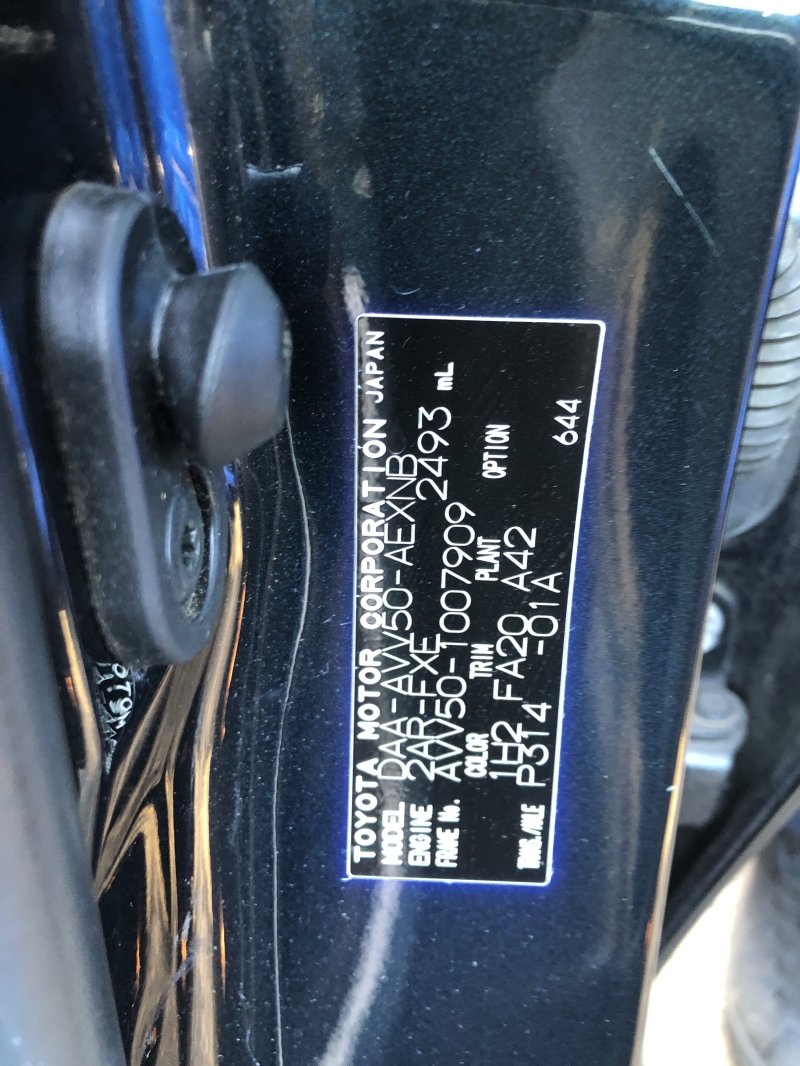 TOYOTA MOTOR CORPORATION JAPAN
MODEL DAA-AVV50-AEXNB
ENGINE 2AR-FXE 2493 mL
FRAME No. AVV50-1007909
COLOR TRIM PLANT OPTION
1H2 FA20 A42
TRANS./AXLE P314 -01A 644